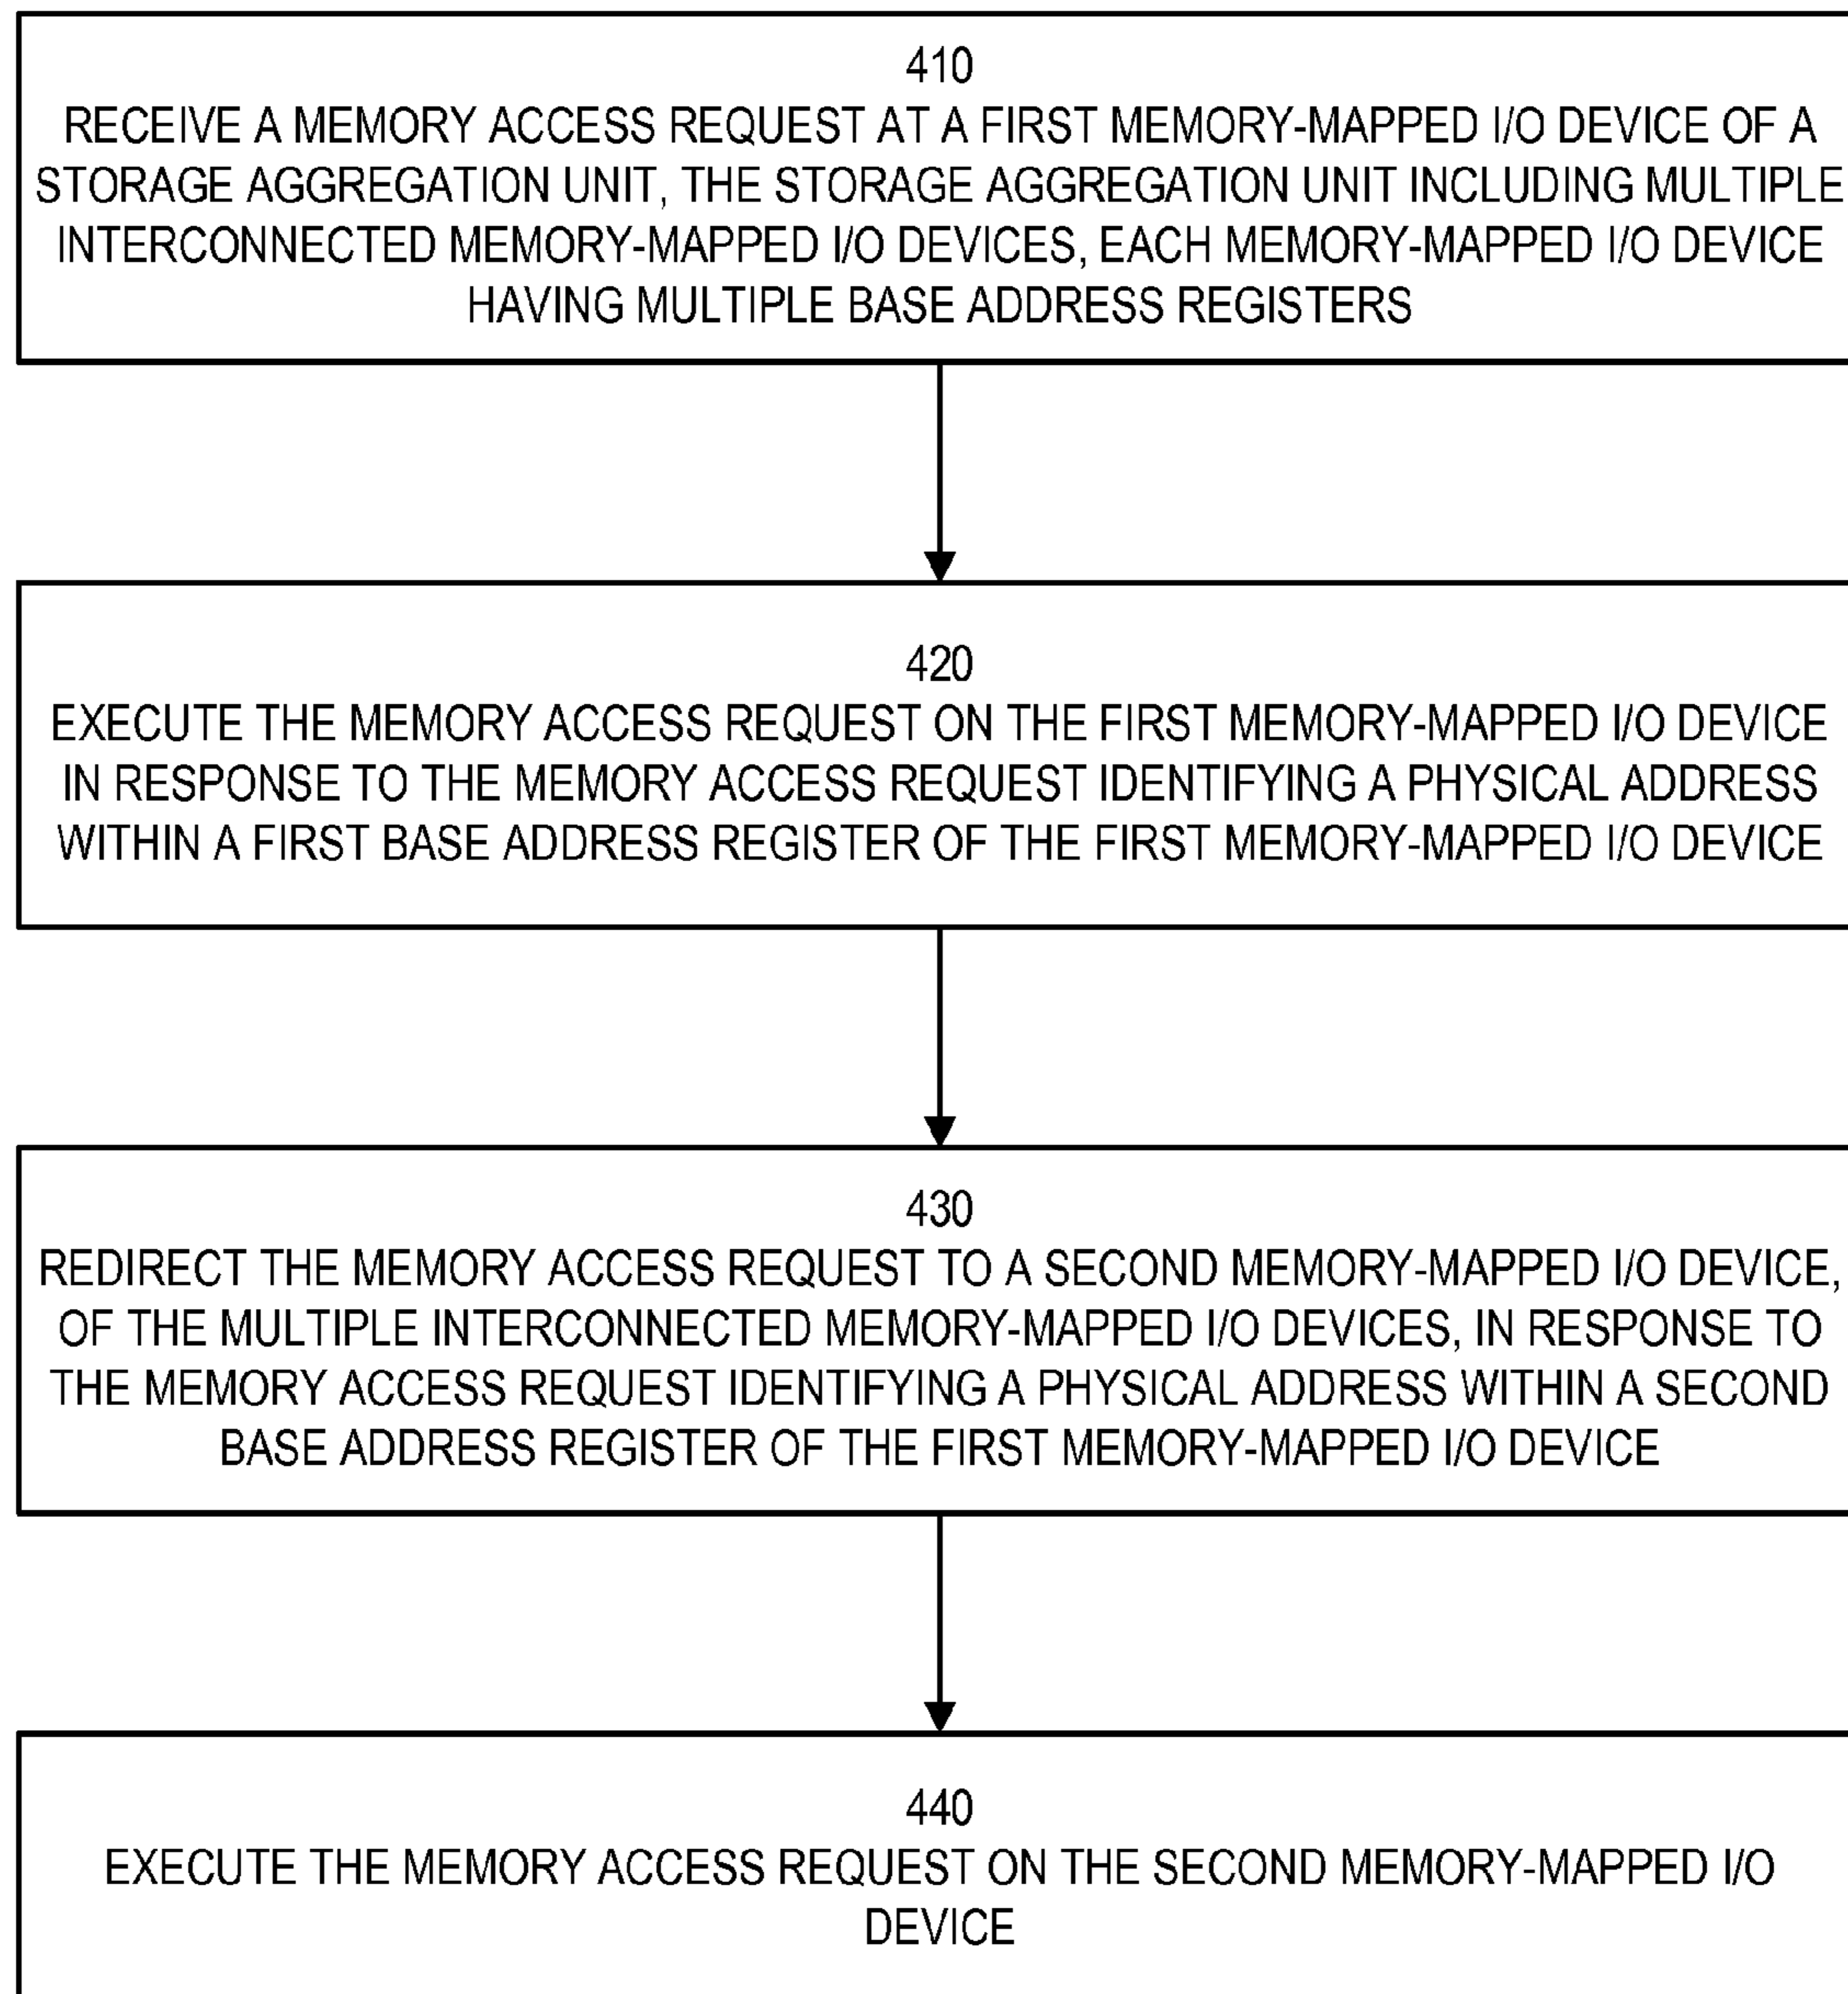 410
RECEIVE A MEMORY ACCESS REQUEST AT A FIRST MEMORY-MAPPED I/O DEVICE OF A
STORAGE AGGREGATION UNIT, THE STORAGE AGGREGATION UNIT INCLUDING MULTIPLE
INTERCONNECTED MEMORY-MAPPED I/O DEVICES, EACH MEMORY-MAPPED I/O DEVICE
HAVING MULTIPLE BASE ADDRESS REGISTERS
420
EXECUTE THE MEMORY ACCESS REQUEST ON THE FIRST MEMORY-MAPPED I/O DEVICE
IN RESPONSE TO THE MEMORY ACCESS REQUEST IDENTIFYING A PHYSICAL ADDRESS
WITHIN A FIRST BASE ADDRESS REGISTER OF THE FIRST MEMORY-MAPPED I/O DEVICE
430
REDIRECT THE MEMORY ACCESS REQUEST TO A SECOND MEMORY-MAPPED I/O DEVICE,
OF THE MULTIPLE INTERCONNECTED MEMORY-MAPPED I/O DEVICES, IN RESPONSE TO
THE MEMORY ACCESS REQUEST IDENTIFYING A PHYSICAL ADDRESS WITHIN A SECOND
BASE ADDRESS REGISTER OF THE FIRST MEMORY-MAPPED I/O DEVICE
440
EXECUTE THE MEMORY ACCESS REQUEST ON THE SECOND MEMORY-MAPPED I/O
DEVICE